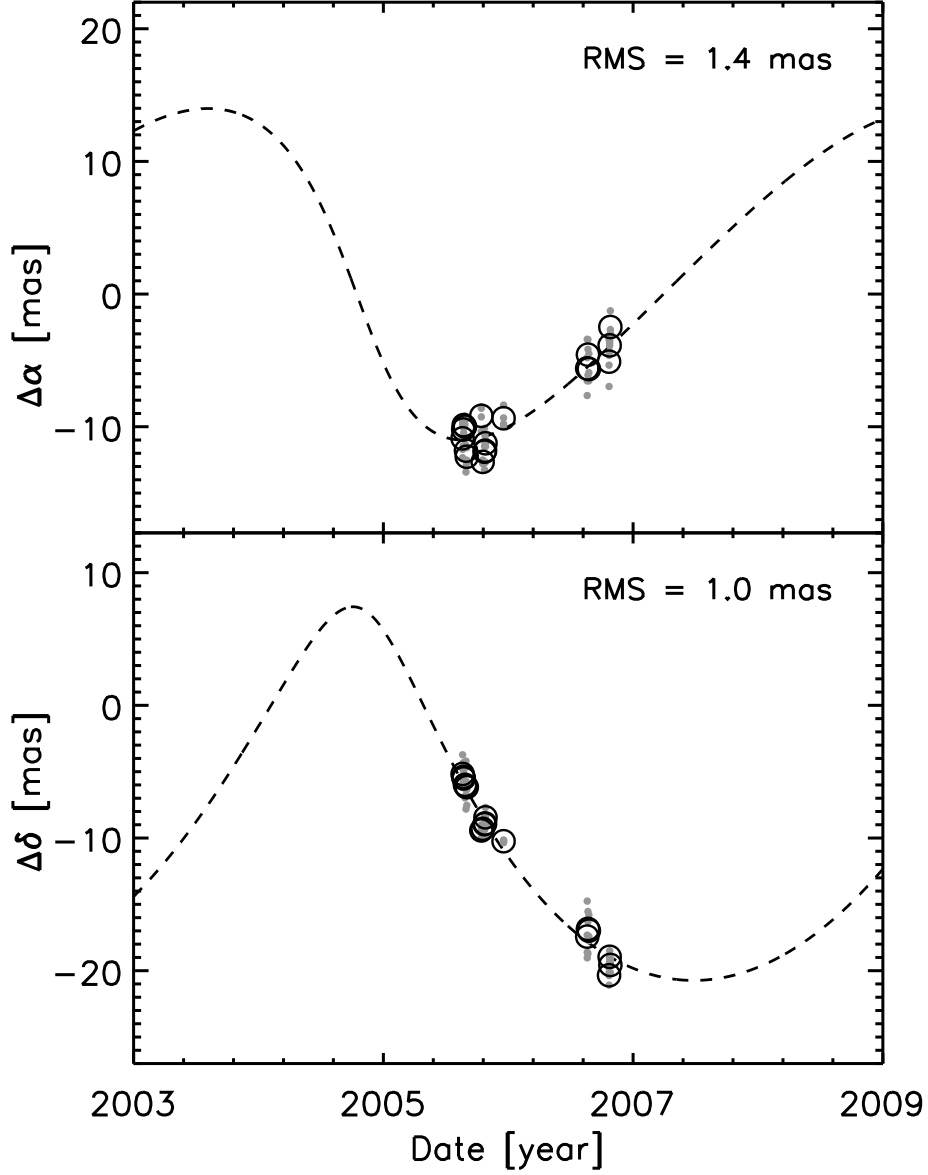 20
RMS = 1.4 mas
10
0
−10
Δα [mas]
10
RMS = 1.0 mas
0
−10
−20
Δδ [mas]
2003 2005 2007 2009
Date [year]